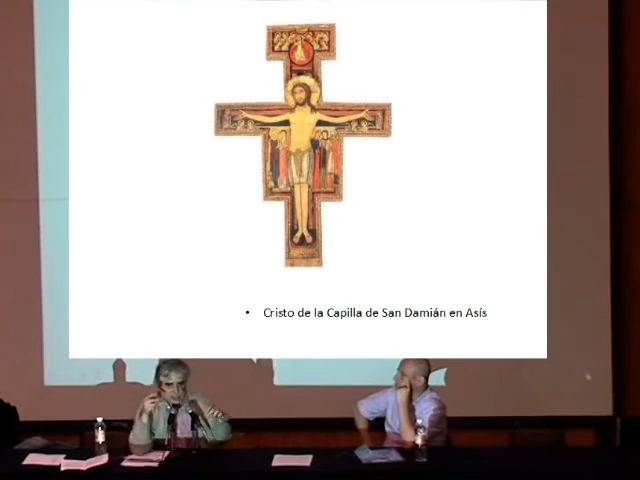 • Cristo de la Capilla de San Damián en Asís